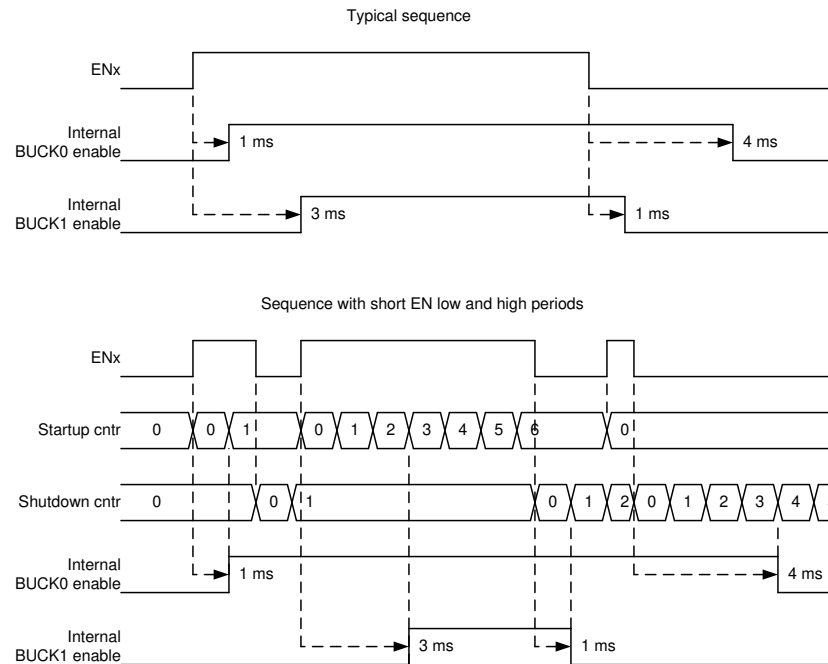 Typical sequence
ENx
Internal
BUCK0 enable
1 ms
4 ms
Internal
BUCK1 enable
3 ms
1 ms
Sequence with short EN low and high periods
ENx
Startup cntr
0 0 1 0 1 2 3 4 5 6 0
Shutdown cntr
0 0 1 0 1 2 0 1 2 3 4
Internal
BUCK0 enable
1 ms
4 ms
Internal
BUCK1 enable
3 ms
1 ms